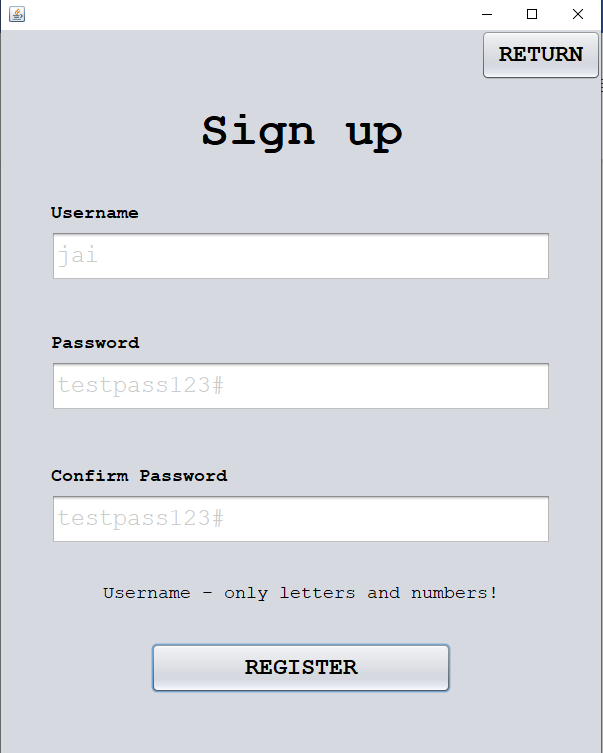 RETURN
Sign up
Username
jai
Password
testpass123#
Confirm Password
testpass123#
Username - only letters and numbers!
REGISTER